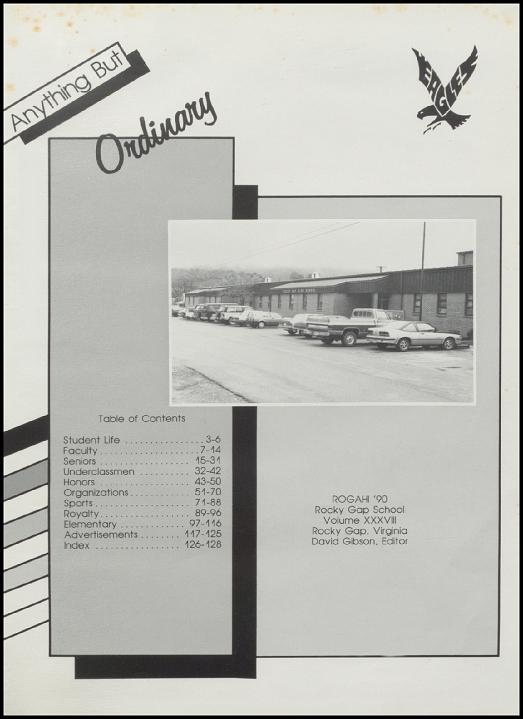 Anything But
Ordinary
EAGLES
Table of Contents
Student Life ................ 3-6
Faculty ..................... 7-14
Seniors .................... 15-31
Underclassmen ........... 32-42
Honors .................... 43-50
Organizations ............. 51-70
Sports ..................... 71-88
Royalty .................... 89-96
Elementary .............. 97-116
Advertisements ........ 117-125
Index ................... 126-128
ROGAHI '90
Rocky Gap School
Volume XXXVIII
Rocky Gap, Virginia
David Gibson, Editor